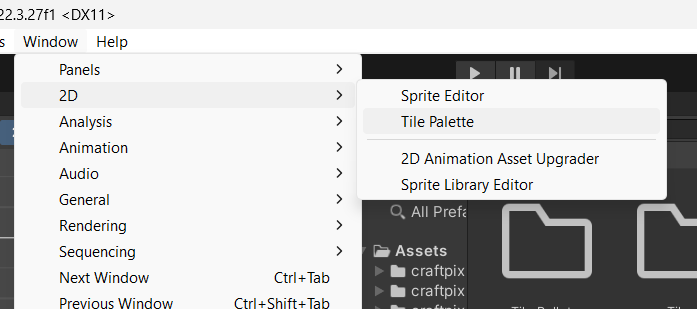 22.3.27f1 <DX11>
s Window Help
Panels
2D
Analysis
Animation
Audio
General
Rendering
Sequencing
Next Window Ctrl+Tab
Previous Window Ctrl+Shift+Tab
Sprite Editor
Tile Palette
2D Animation Asset Upgrader
Sprite Library Editor
All Prefa
Assets
craftpix
craftpix
craftpix